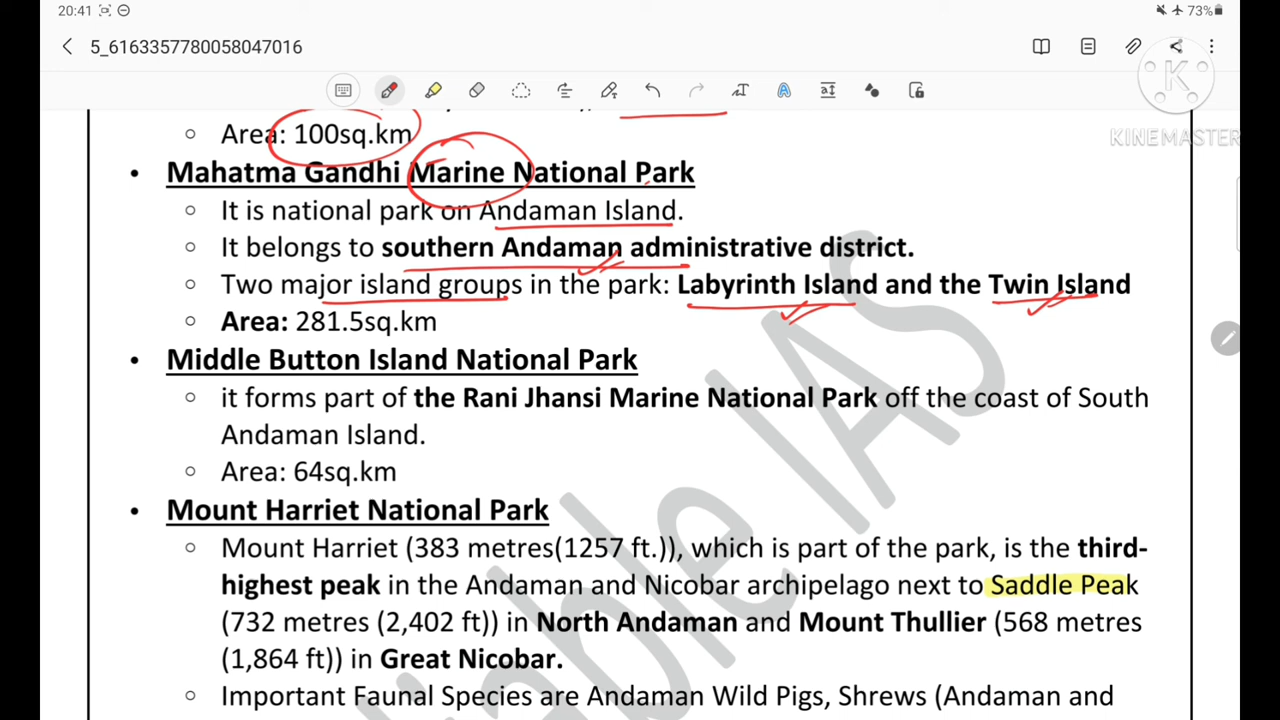 20:41
73%
5_6163357780058047016
KINEMASTER
Area: 100sq.km
Mahatma Gandhi Marine National Park
It is national park on Andaman Island.
It belongs to southern Andaman administrative district.
Two major island groups in the park: Labyrinth Island and the Twin Island
Area: 281.5sq.km
Middle Button Island National Park
it forms part of the Rani Jhansi Marine National Park off the coast of South
Andaman Island.
Area: 64sq.km
Mount Harriet National Park
Mount Harriet (383 metres(1257 ft.)), which is part of the park, is the third-
highest peak in the Andaman and Nicobar archipelago next to Saddle Peak
(732 metres (2,402 ft)) in North Andaman and Mount Thullier (568 metres
(1,864 ft)) in Great Nicobar.
Important Faunal Species are Andaman Wild Pigs, Shrews (Andaman and
IAS